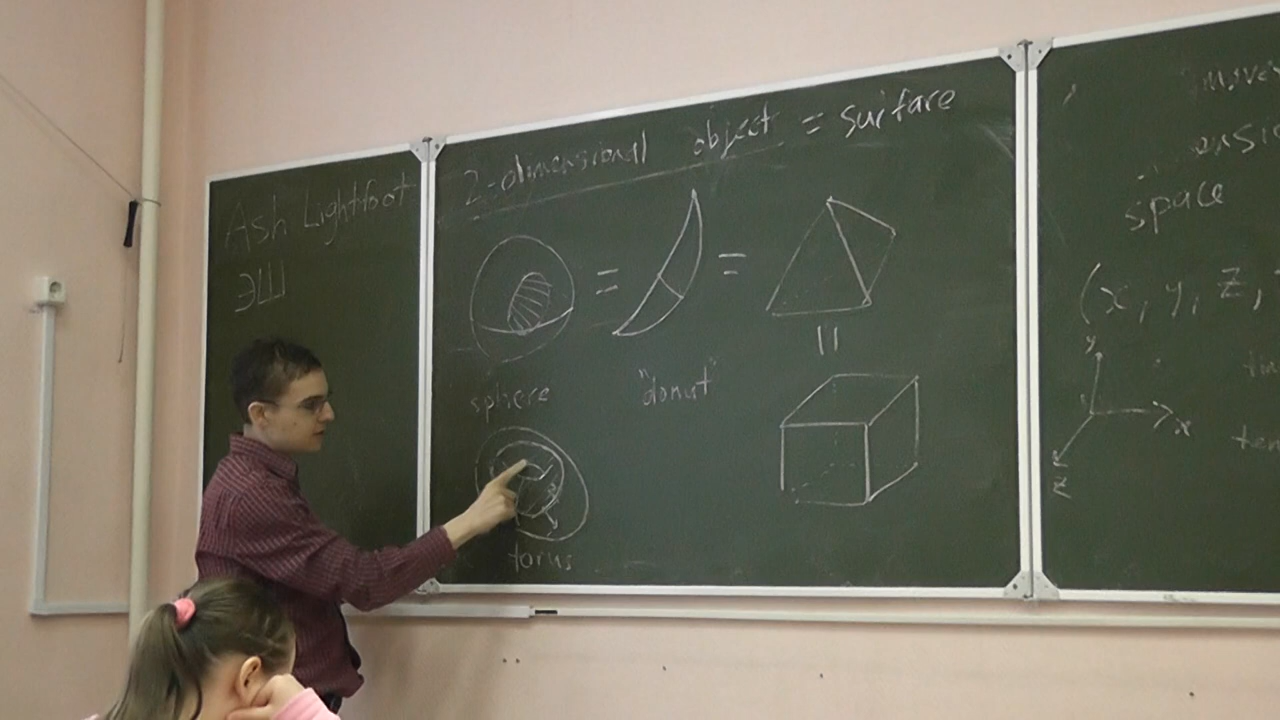 Ash Lightfoot
ЭШ
2-dimensional object = surface
= =
=
sphere
"donut"
torus
space
(x, y, z,
y
x
z